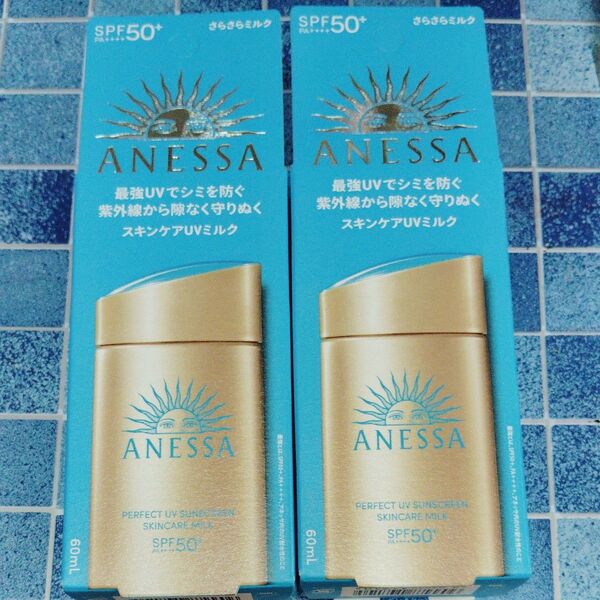 SPF50+
PA++++
さらさらミルク
ANESSA
最強UVでシミを防ぐ
紫外線から隙なく守りぬく
スキンケアUVミルク
ANESSA
PERFECT UV SUNSCREEN
SKINCARE MILK
SPF50+
PA++++
60mL
SPF50+
PA++++
さらさらミルク
ANESSA
最強UVでシミを防ぐ
紫外線から隙なく守りぬく
スキンケアUVミルク
ANESSA
PERFECT UV SUNSCREEN
SKINCARE MILK
SPF50+
PA++++
60mL